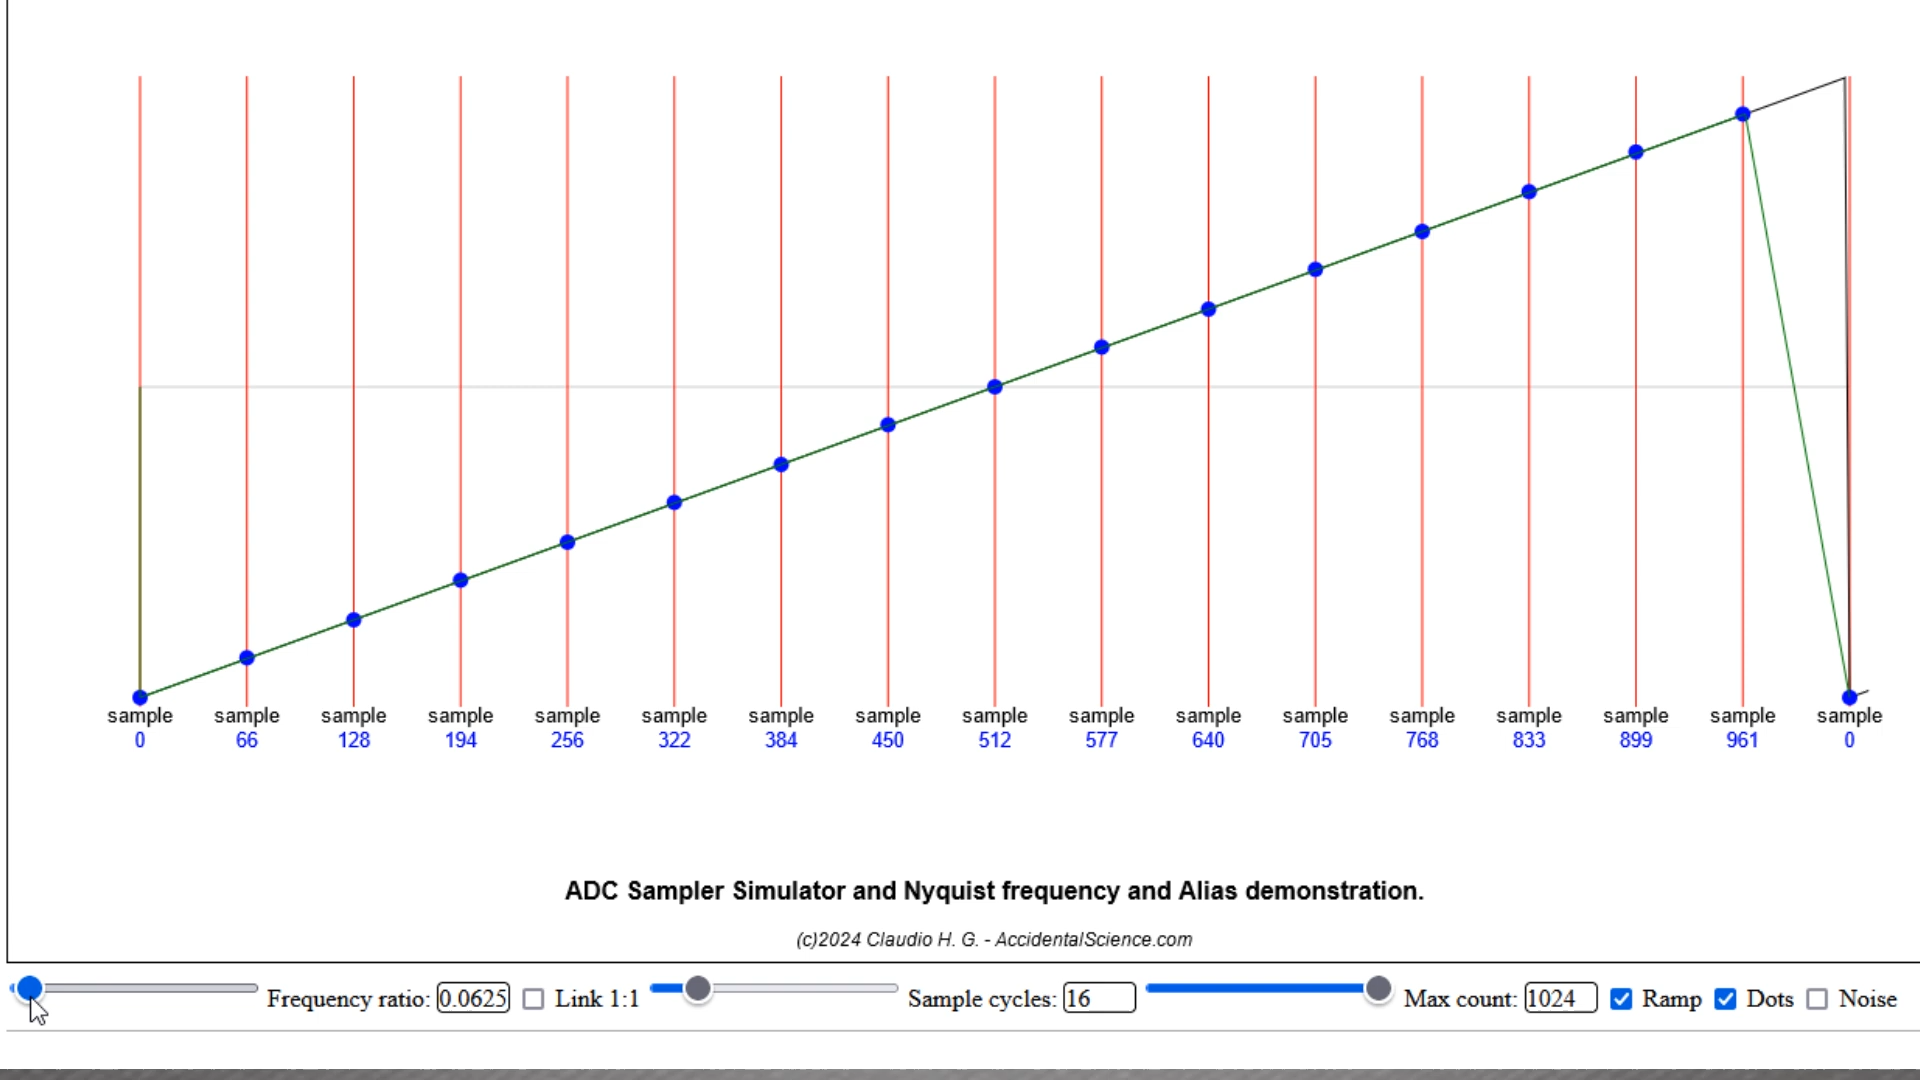 sample sample sample sample sample sample sample sample sample sample sample sample sample sample sample sample sample
0 66 128 194 256 322 384 450 512 577 640 705 768 833 899 961 0
ADC Sampler Simulator and Nyquist frequency and Alias demonstration.
(c)2024 Claudio H. G. - AccidentalScience.com
Frequency ratio: 0.0625 Link 1:1 Sample cycles: 16 Max count: 1024 Ramp Dots Noise